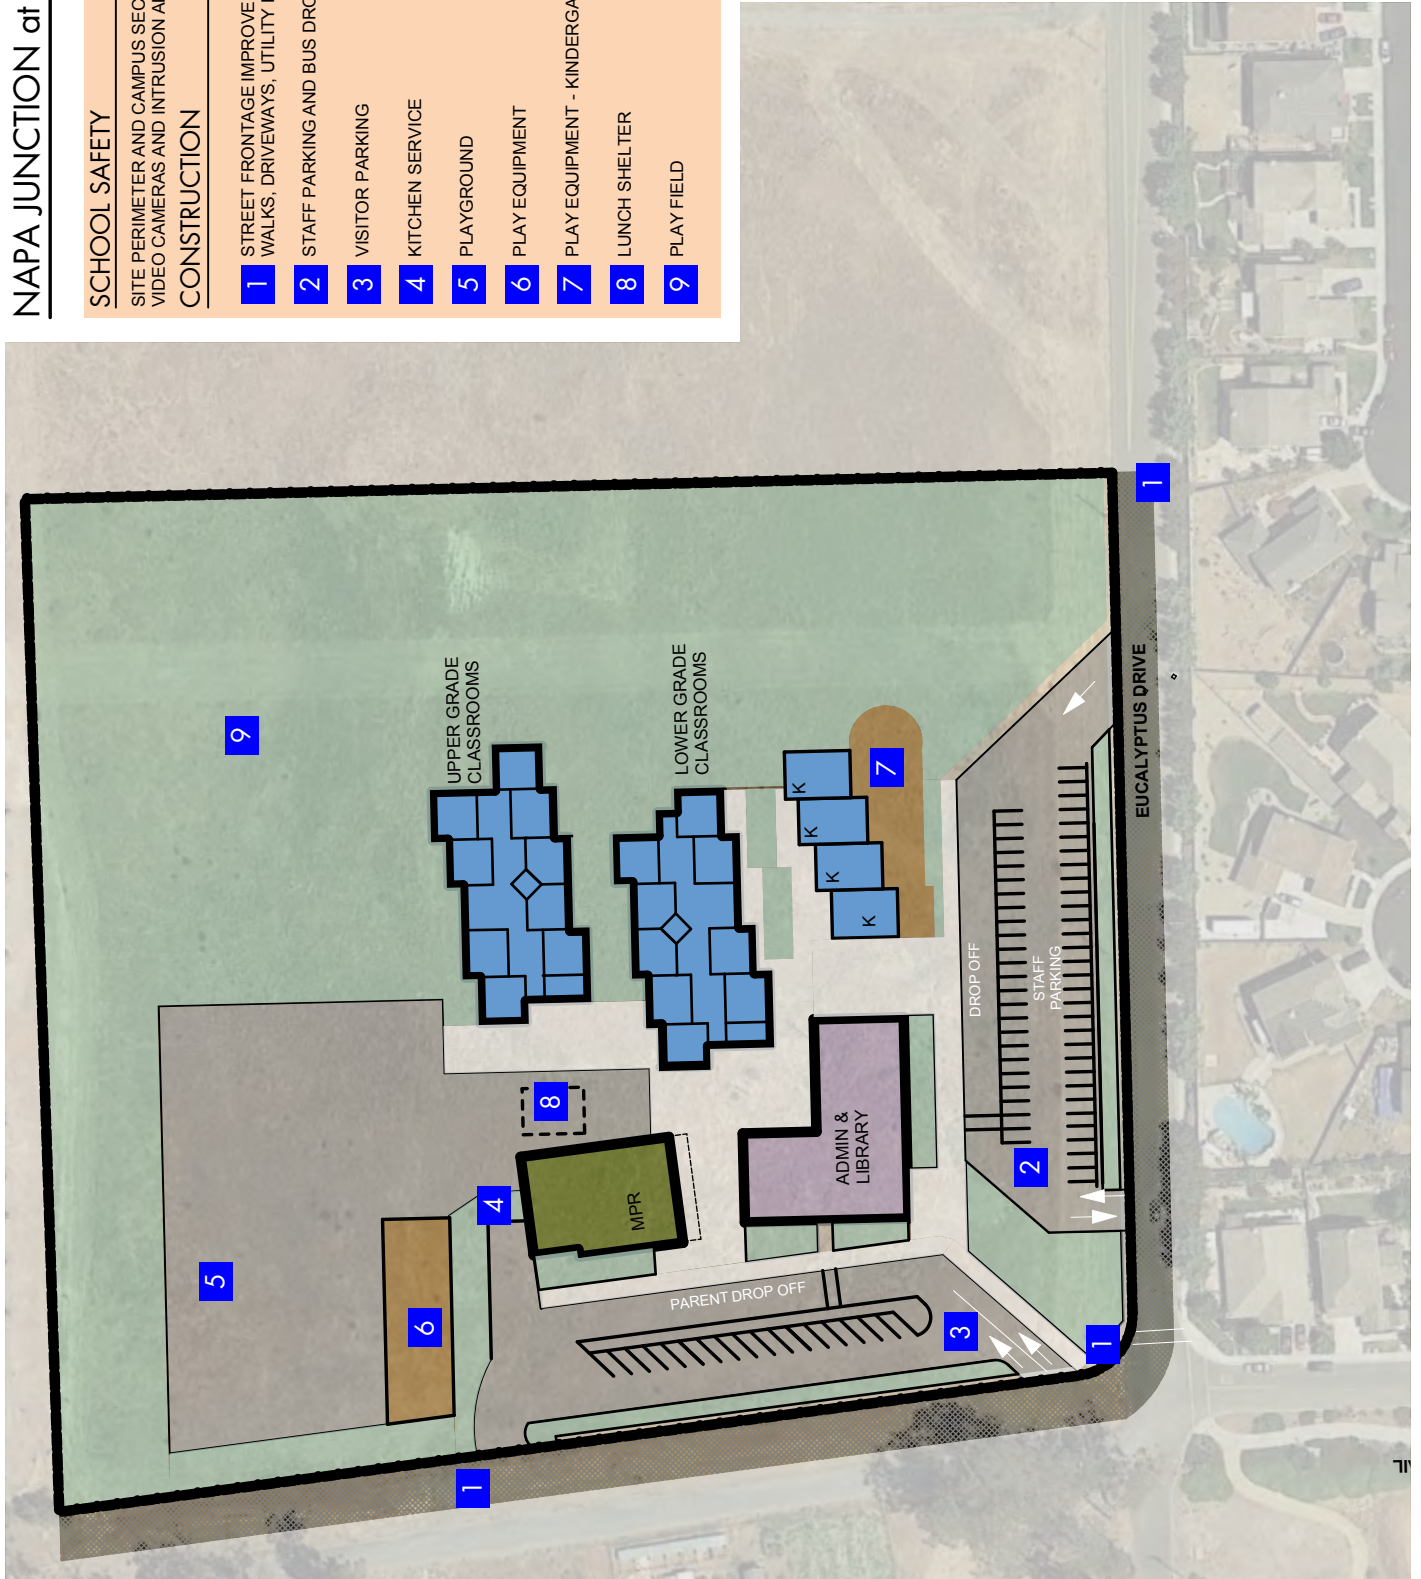 NAPA JUNCTION at
SCHOOL SAFETY
SITE PERIMETER AND CAMPUS SEC
VIDEO CAMERAS AND INTRUSION A
CONSTRUCTION
1 STREET FRONTAGE IMPROVE
WALKS, DRIVEWAYS, UTILITY
2 STAFF PARKING AND BUS DRO
3 VISITOR PARKING
4 KITCHEN SERVICE
5 PLAYGROUND
6 PLAY EQUIPMENT
7 PLAY EQUIPMENT - KINDERGA
8 LUNCH SHELTER
9 PLAY FIELD
9
UPPER GRADE
CLASSROOMS
LOWER GRADE
CLASSROOMS
K
K
K
K
7
1
EUCALYPTUS DRIVE
DROP OFF
STAFF
PARKING
2
8
4
MPR
ADMIN &
LIBRARY
5
6
PARENT DROP OFF
3
1
1